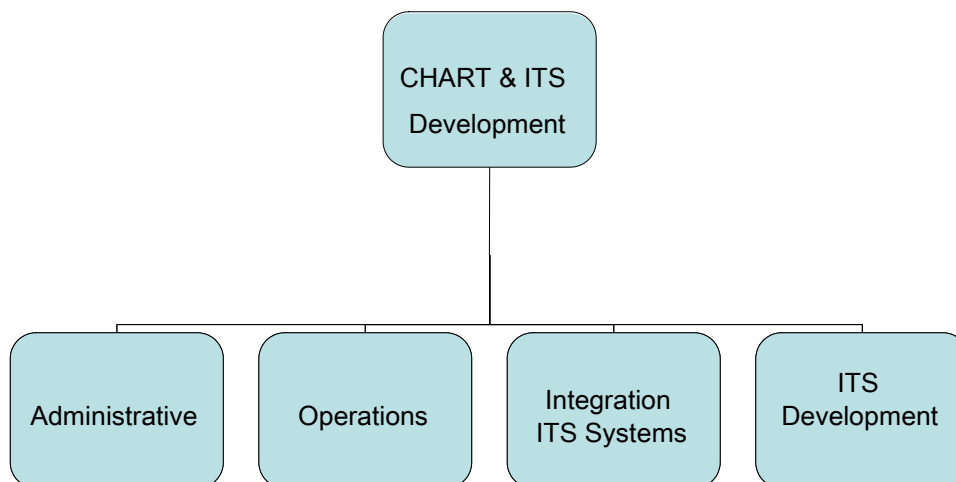 CHART & ITS
Development
Administrative
Operations
Integration
ITS Systems
ITS
Development